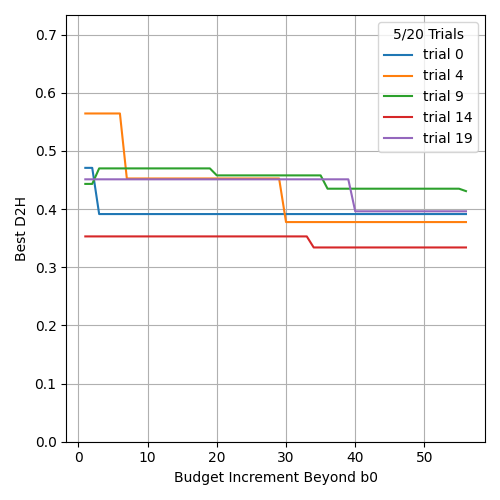 5/20 Trials
trial 0
trial 4
trial 9
trial 14
trial 19
0.7
0.6
0.5
0.4
0.3
0.2
0.1
0.0
Best D2H
0 10 20 30 40 50
Budget Increment Beyond b0